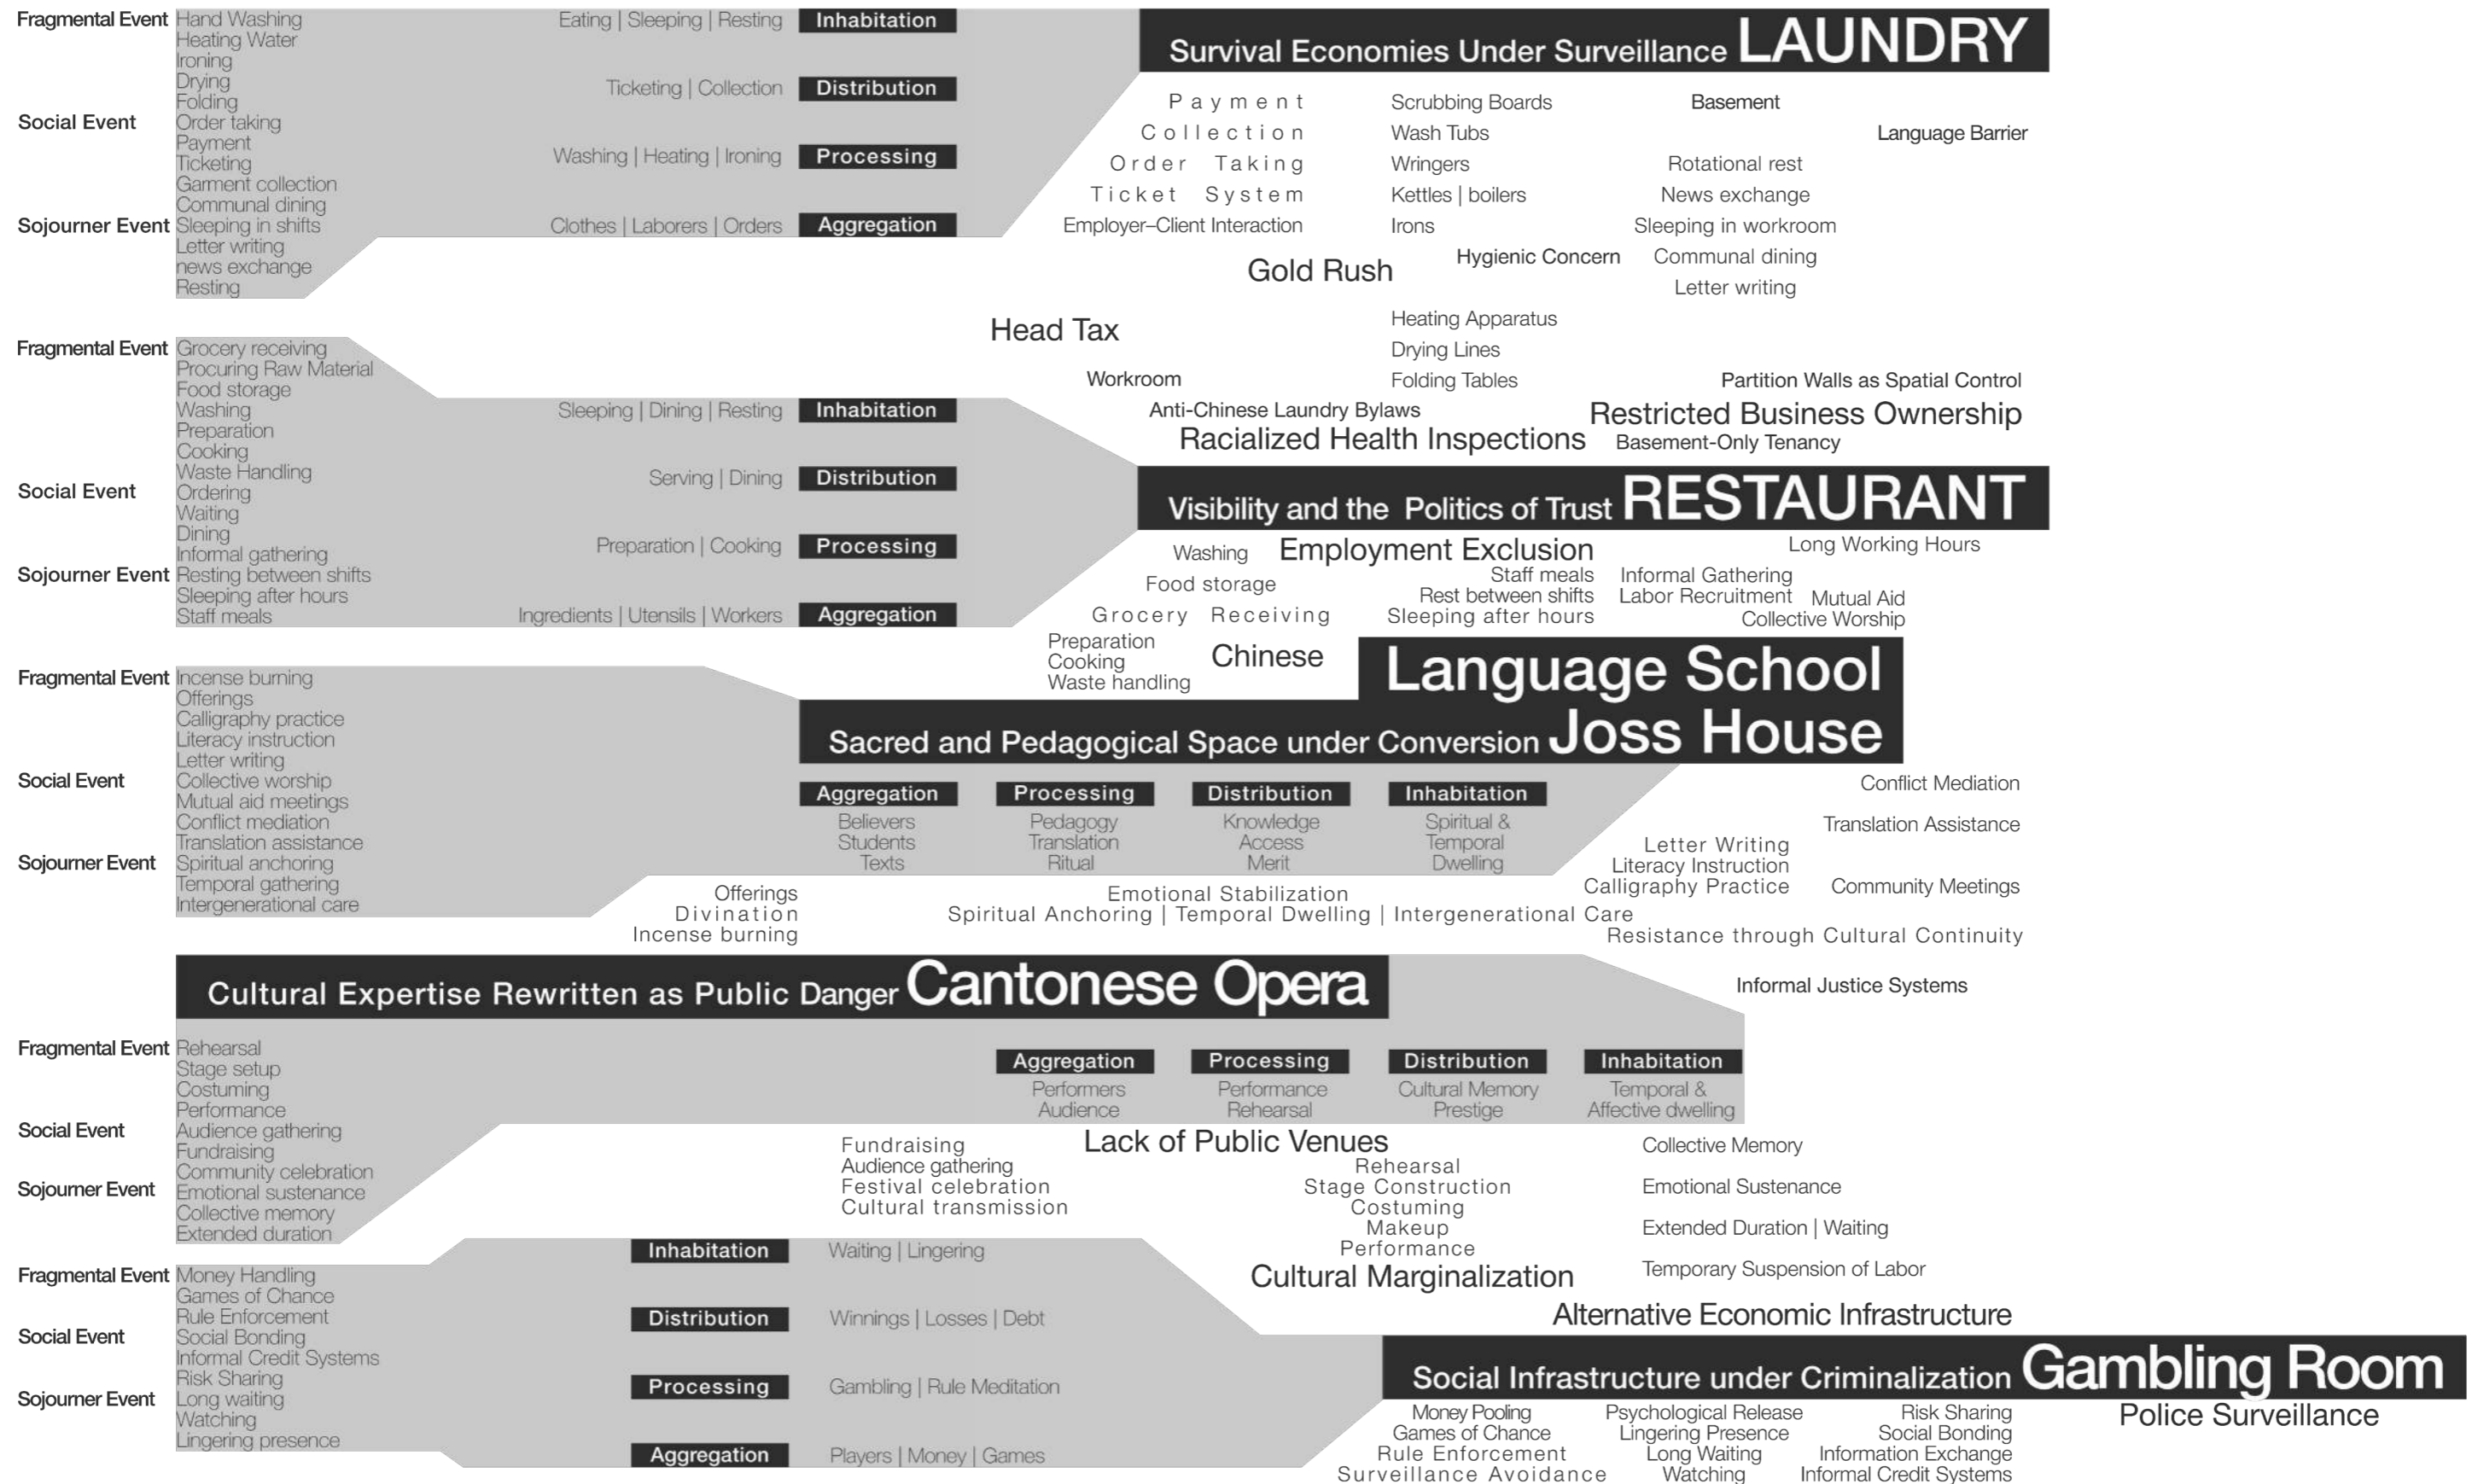 Fragmental Event
Hand Washing
Heating Water
Ironing
Drying
Folding
Social Event
Order taking
Payment
Ticketing
Garment collection
Communal dining
Sojourner Event
Sleeping in shifts
Letter writing
news exchange
Resting
Eating | Sleeping | Resting
Inhabitation
Ticketing | Collection
Distribution
Washing | Heating | Ironing
Processing
Clothes | Laborers | Orders
Aggregation
Survival Economies Under Surveillance LAUNDRY
Payment
Collection
Order Taking
Ticket System
Employer–Client Interaction
Scrubbing Boards
Wash Tubs
Wringers
Kettles | boilers
Irons
Basement
Language Barrier
Rotational rest
News exchange
Sleeping in workroom
Communal dining
Letter writing
Hygienic Concern
Gold Rush
Head Tax
Heating Apparatus
Drying Lines
Folding Tables
Workroom
Partition Walls as Spatial Control
Anti-Chinese Laundry Bylaws
Restricted Business Ownership
Racialized Health Inspections
Basement-Only Tenancy
Fragmental Event
Grocery receiving
Procuring Raw Material
Food storage
Washing
Preparation
Cooking
Waste Handling
Social Event
Ordering
Waiting
Dining
Informal gathering
Sojourner Event
Resting between shifts
Sleeping after hours
Staff meals
Sleeping | Dining | Resting
Inhabitation
Serving | Dining
Distribution
Preparation | Cooking
Processing
Ingredients | Utensils | Workers
Aggregation
Visibility and the Politics of Trust RESTAURANT
Washing
Employment Exclusion
Long Working Hours
Food storage
Grocery Receiving
Staff meals
Rest between shifts
Sleeping after hours
Informal Gathering
Labor Recruitment
Mutual Aid
Collective Worship
Preparation
Cooking
Waste handling
Chinese
Language School
Sacred and Pedagogical Space under Conversion Joss House
Fragmental Event
Incense burning
Offerings
Calligraphy practice
Literacy instruction
Letter writing
Social Event
Collective worship
Mutual aid meetings
Conflict mediation
Translation assistance
Sojourner Event
Spiritual anchoring
Temporal gathering
Intergenerational care
Aggregation
Believers
Students
Texts
Processing
Pedagogy
Translation
Ritual
Distribution
Knowledge
Access
Merit
Inhabitation
Spiritual &
Temporal
Dwelling
Conflict Mediation
Translation Assistance
Letter Writing
Literacy Instruction
Calligraphy Practice
Community Meetings
Offerings
Divination
Incense burning
Emotional Stabilization
Spiritual Anchoring | Temporal Dwelling | Intergenerational Care
Resistance through Cultural Continuity
Informal Justice Systems
Cultural Expertise Rewritten as Public Danger Cantonese Opera
Fragmental Event
Rehearsal
Stage setup
Costuming
Performance
Social Event
Audience gathering
Fundraising
Community celebration
Sojourner Event
Emotional sustenance
Collective memory
Extended duration
Aggregation
Performers
Audience
Processing
Performance
Rehearsal
Distribution
Cultural Memory
Prestige
Inhabitation
Temporal &
Affective dwelling
Fundraising
Audience gathering
Festival celebration
Cultural transmission
Lack of Public Venues
Rehearsal
Stage Construction
Costuming
Makeup
Performance
Collective Memory
Emotional Sustenance
Extended Duration | Waiting
Temporary Suspension of Labor
Cultural Marginalization
Alternative Economic Infrastructure
Fragmental Event
Money Handling
Games of Chance
Rule Enforcement
Social Event
Social Bonding
Informal Credit Systems
Risk Sharing
Sojourner Event
Long waiting
Watching
Lingering presence
Inhabitation
Waiting | Lingering
Distribution
Winnings | Losses | Debt
Processing
Gambling | Rule Meditation
Aggregation
Players | Money | Games
Social Infrastructure under Criminalization Gambling Room
Money Pooling
Games of Chance
Rule Enforcement
Surveillance Avoidance
Psychological Release
Lingering Presence
Long Waiting
Watching
Risk Sharing
Social Bonding
Information Exchange
Informal Credit Systems
Police Surveillance